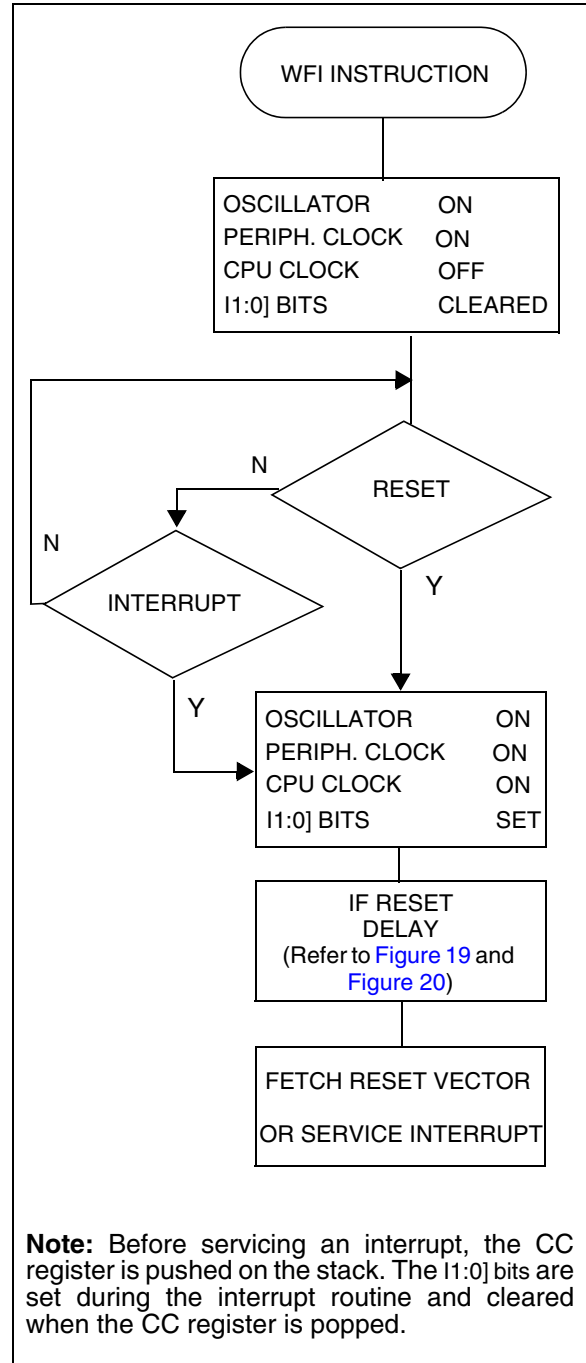 WFI INSTRUCTION
OSCILLATOR ON
PERIPH. CLOCK ON
CPU CLOCK OFF
I1:0] BITS CLEARED
N
RESET
N
INTERRUPT
Y
Y
OSCILLATOR ON
PERIPH. CLOCK ON
CPU CLOCK ON
I1:0] BITS SET
IF RESET
DELAY
(Refer to Figure 19 and
Figure 20)
FETCH RESET VECTOR
OR SERVICE INTERRUPT
Note: Before servicing an interrupt, the CC
register is pushed on the stack. The I1:0] bits are
set during the interrupt routine and cleared
when the CC register is popped.